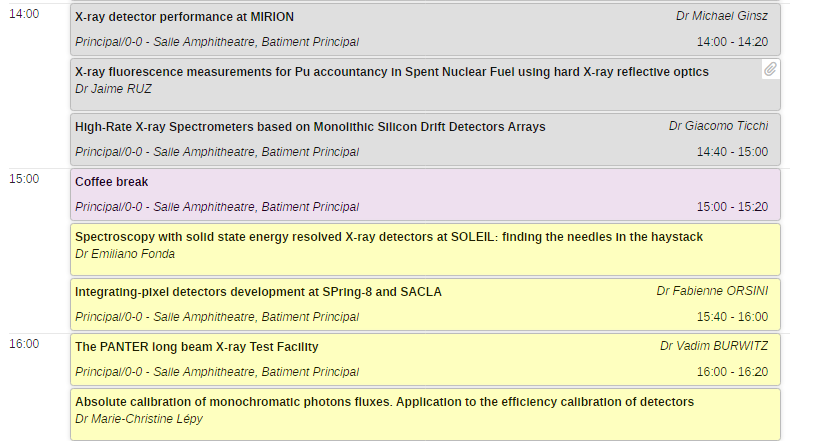 14:00
X-ray detector performance at MIRION
Dr Michael Ginsz
Principal/0-0 - Salle Amphitheatre, Batiment Principal
14:00 - 14:20
X-ray fluorescence measurements for Pu accountancy in Spent Nuclear Fuel using hard X-ray reflective optics
Dr Jaime RUZ
High-Rate X-ray Spectrometers based on Monolithic Silicon Drift Detectors Arrays
Dr Giacomo Ticchi
Principal/0-0 - Salle Amphitheatre, Batiment Principal
14:40 - 15:00
15:00
Coffee break
Principal/0-0 - Salle Amphitheatre, Batiment Principal
15:00 - 15:20
Spectroscopy with solid state energy resolved X-ray detectors at SOLEIL: finding the needles in the haystack
Dr Emiliano Fonda
Integrating-pixel detectors development at SPring-8 and SACLA
Dr Fabienne ORSINI
Principal/0-0 - Salle Amphitheatre, Batiment Principal
15:40 - 16:00
16:00
The PANTER long beam X-ray Test Facility
Dr Vadim BURWITZ
Principal/0-0 - Salle Amphitheatre, Batiment Principal
16:00 - 16:20
Absolute calibration of monochromatic photons fluxes. Application to the efficiency calibration of detectors
Dr Marie-Christine Lépy